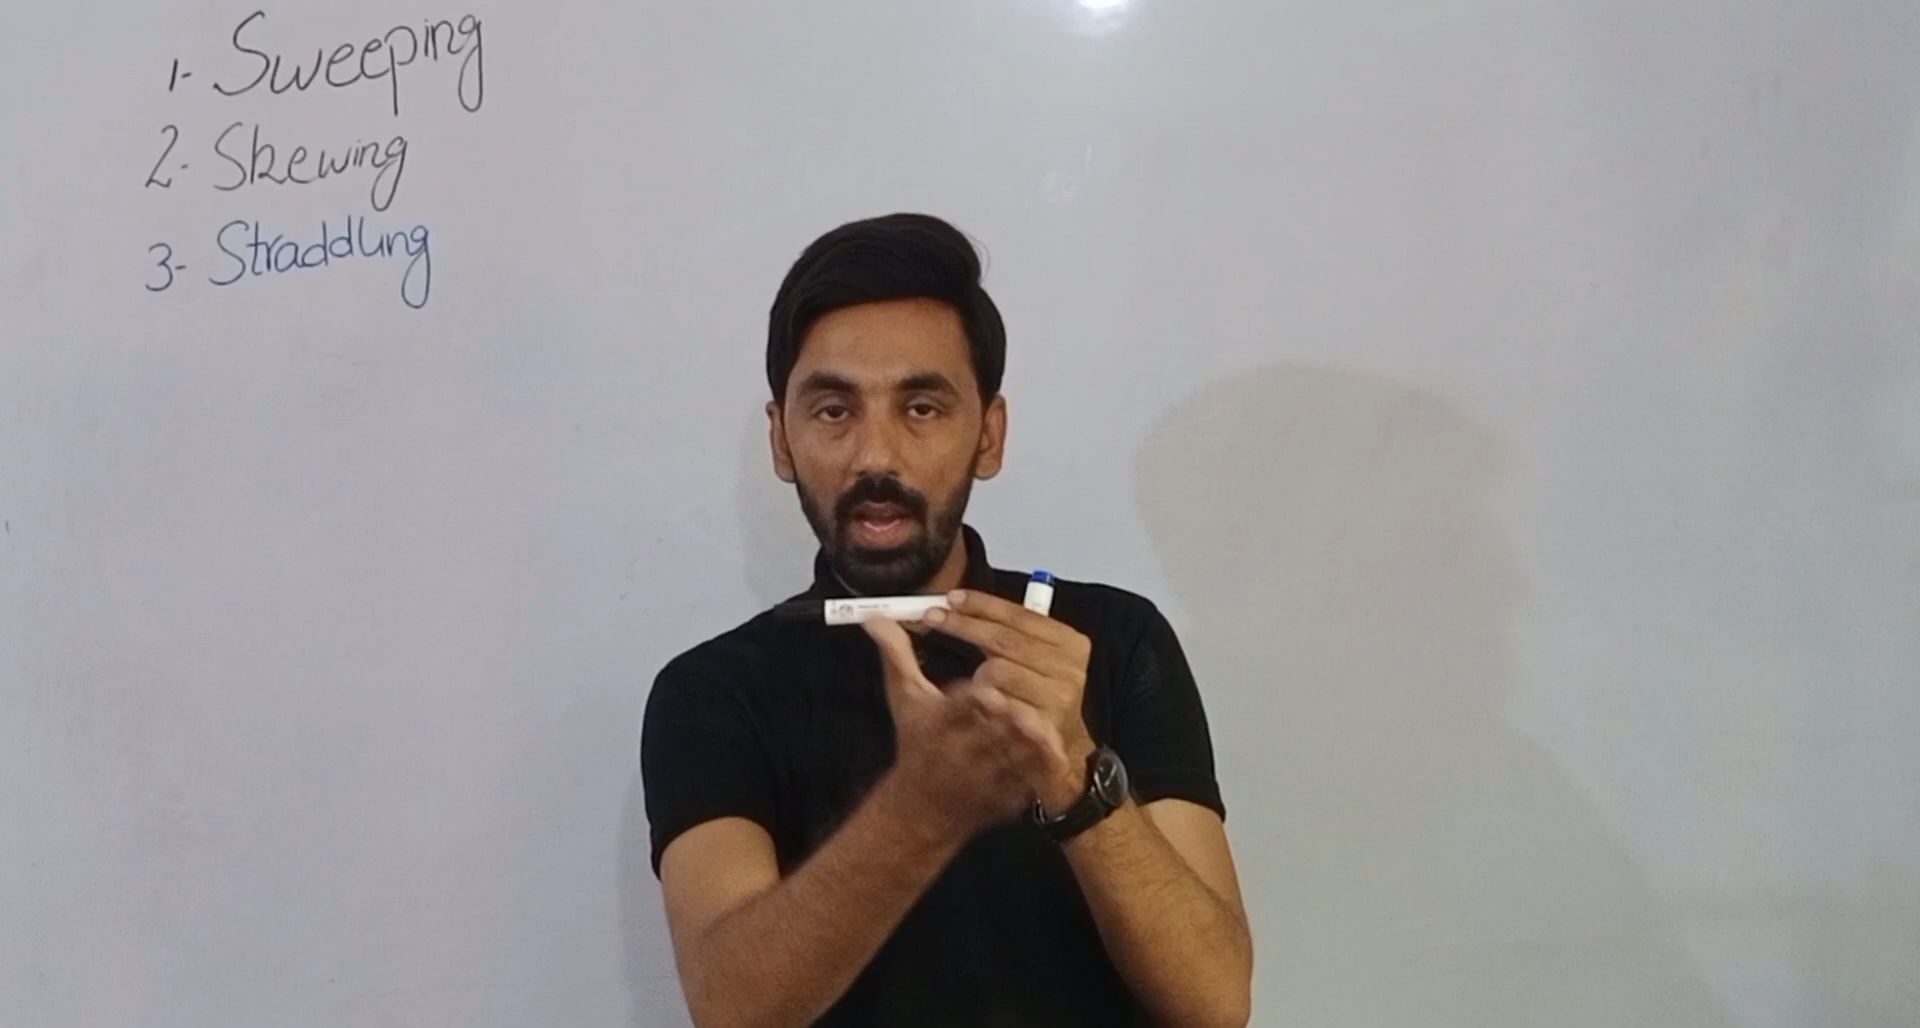 1- Sweeping
2- Skewing
3- Straddling